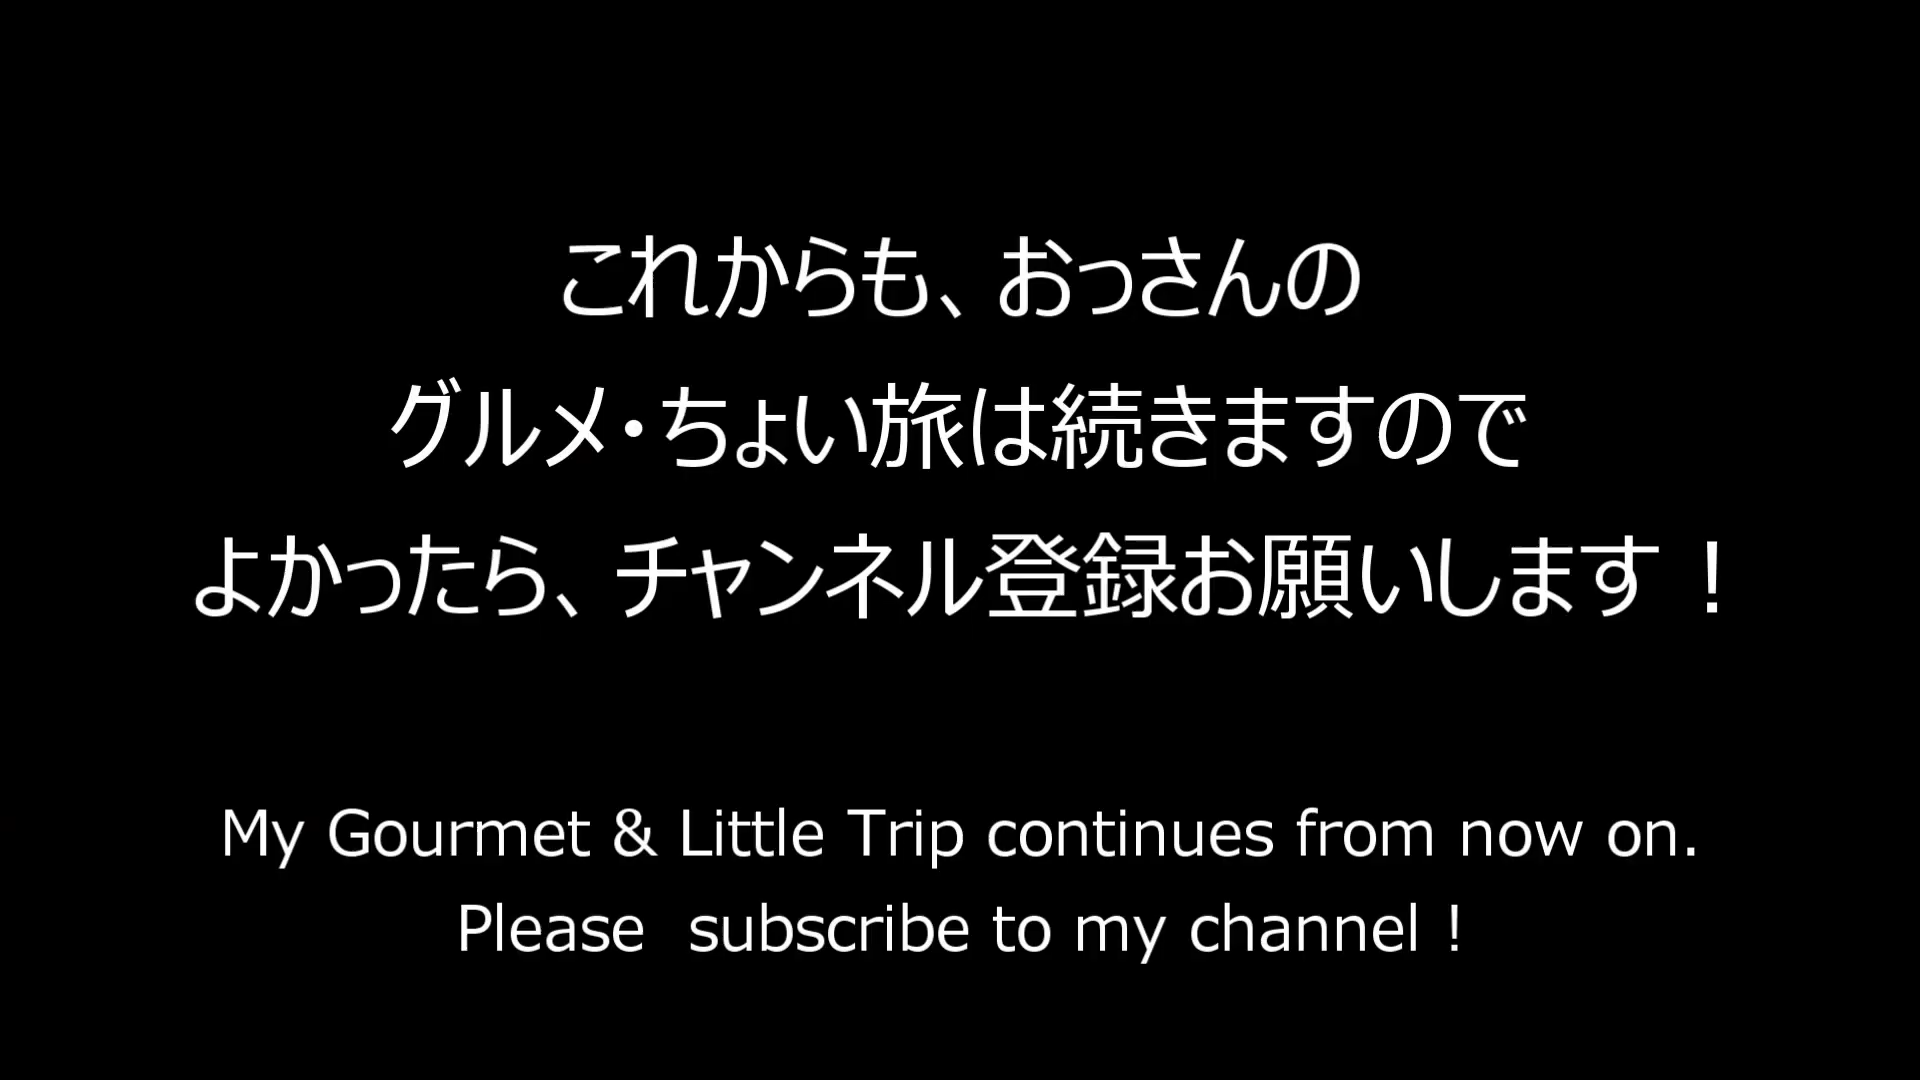 これからも、おっさんの
グルメ・ちょい旅は続きますので
よかったら、チャンネル登録お願いします！
My Gourmet & Little Trip continues from now on.
Please  subscribe to my channel！